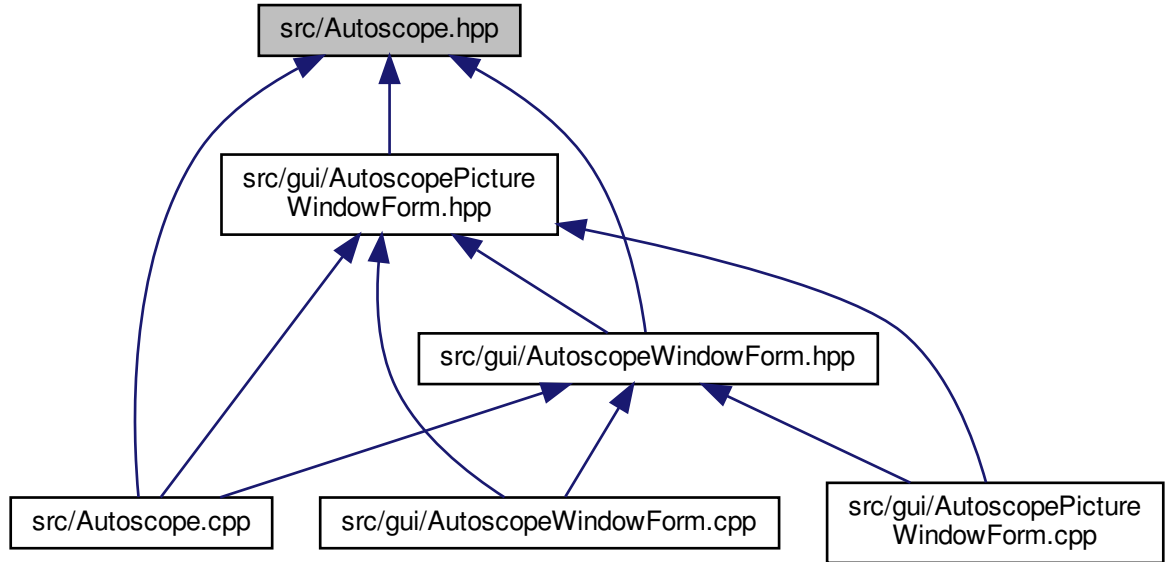 src/Autoscope.hpp
src/gui/AutoscopePicture
WindowForm.hpp
src/gui/AutoscopeWindowForm.hpp
src/Autoscope.cpp
src/gui/AutoscopeWindowForm.cpp
src/gui/AutoscopePicture
WindowForm.cpp